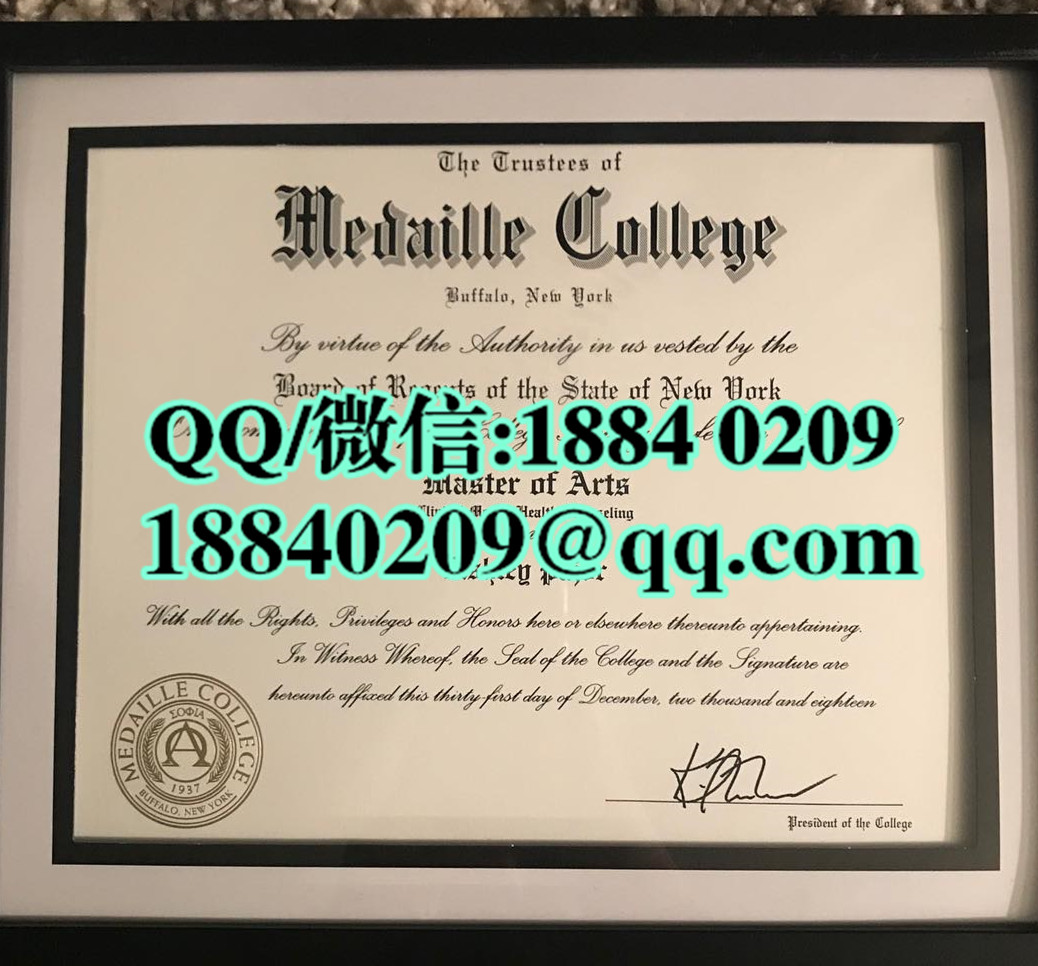 The Trustees of
Medaille College
Buffalo, New York
By virtue of the Authority in us vested by the
Board of Regents of the State of New York
QQ/微信:1884 0209
Master of Arts
18840209@qq.com
With all the Rights, Privileges and Honors here or elsewhere thereunto appertaining.
In Witness Whereof, the Seal of the College and the Signature are
hereunto affixed this thirty-first day of December, two thousand and eighteen
MEDAILLE COLLEGE
ΣΟΦΙΑ
1937
BUFFALO, NEW YORK
President of the College